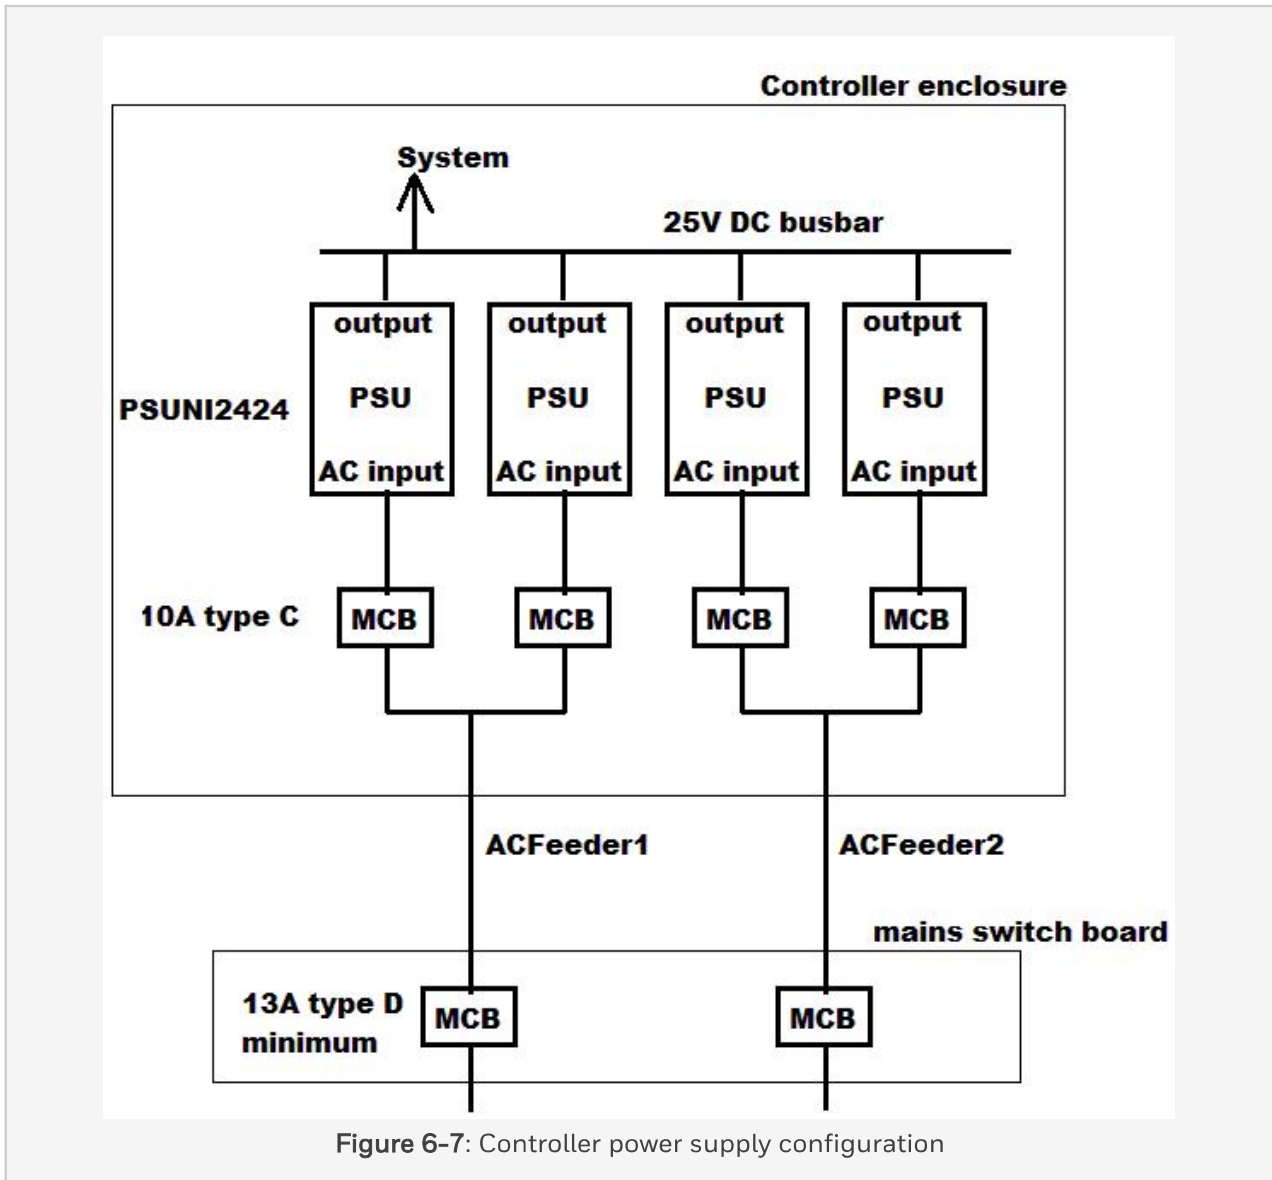 Controller enclosure
System
25V DC busbar
output output output output
PSUNI2424 PSU PSU PSU PSU
AC input AC input AC input AC input
10A type C MCB MCB MCB MCB
ACFeeder1 ACFeeder2
mains switch board
13A type D
minimum
MCB MCB
Figure 6-7: Controller power supply configuration